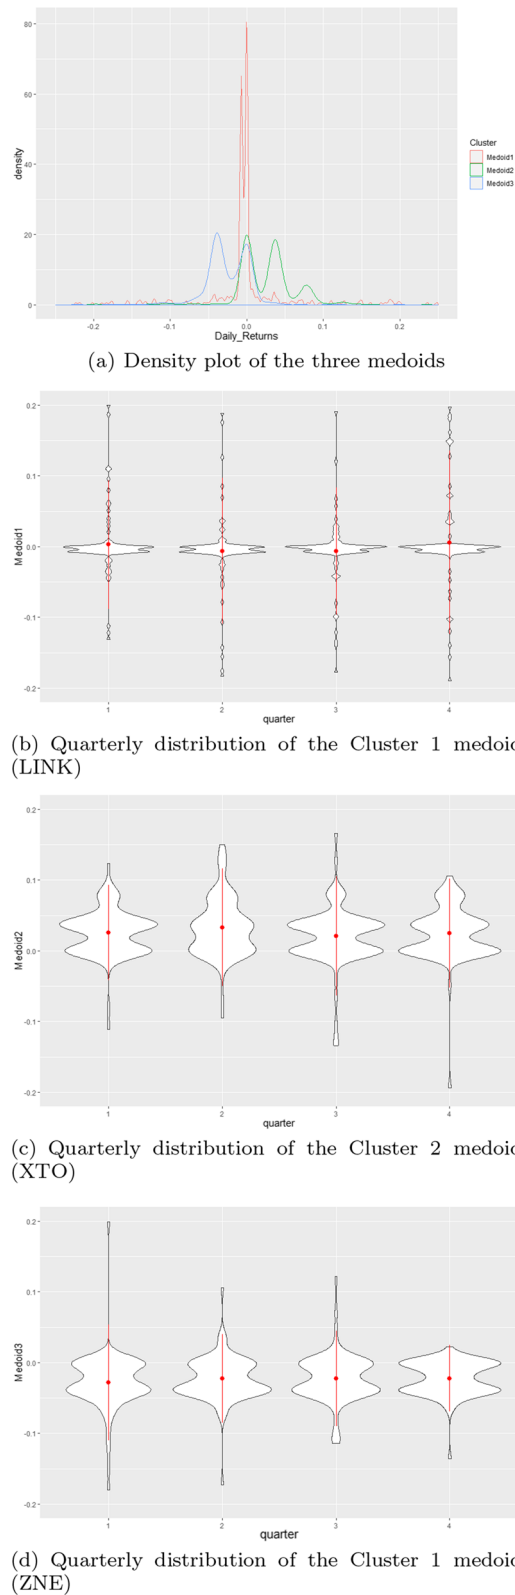 80
60
40
20
0
density
-0.2 -0.1 0.0 0.1 0.2
Daily_Returns
Cluster
Medoid1
Medoid2
Medoid3
(a) Density plot of the three medoids
0.2
0.1
0.0
-0.1
-0.2
Medoid1
1 2 3 4
quarter
(b) Quarterly distribution of the Cluster 1 medoid
(LINK)
0.2
0.1
0.0
-0.1
-0.2
Medoid2
1 2 3 4
quarter
(c) Quarterly distribution of the Cluster 2 medoid
(XTO)
0.2
0.1
0.0
-0.1
-0.2
Medoid3
1 2 3 4
quarter
(d) Quarterly distribution of the Cluster 1 medoid
(ZNE)